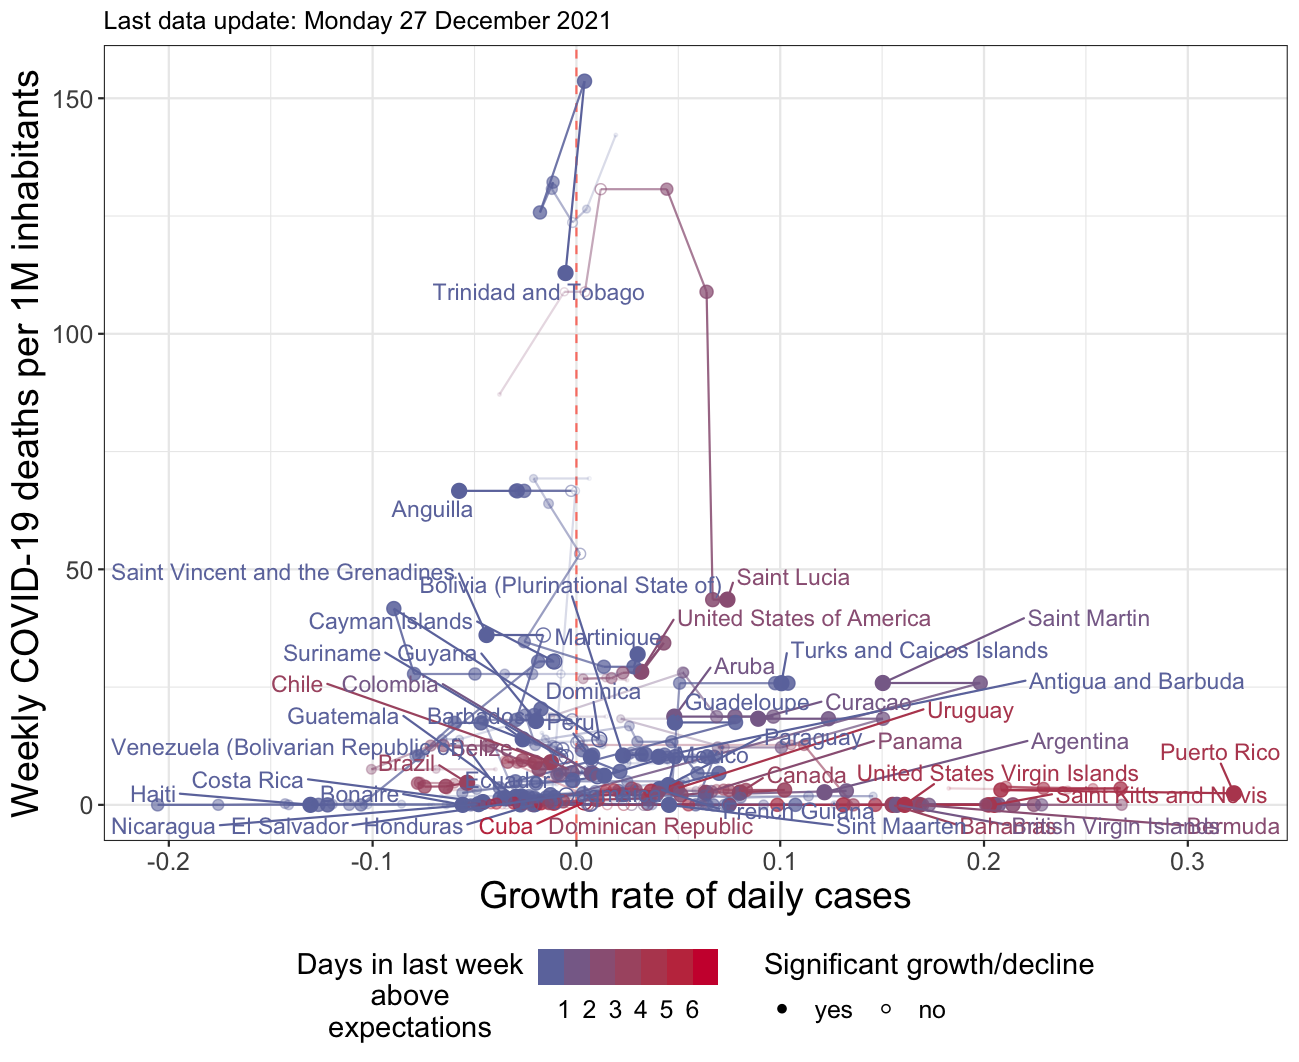 Last data update: Monday 27 December 2021
Weekly COVID-19 deaths per 1M inhabitants
150
100
50
0
Trinidad and Tobago
Anguilla
Saint Vincent and the Grenadines
Bolivia (Plurinational State of)
Saint Lucia
Cayman Islands
Martinique
United States of America
Saint Martin
Suriname
Guyana
Turks and Caicos Islands
Aruba
Chile
Colombia
Dominica
Antigua and Barbuda
Guadeloupe
Curacao
Guatemala
Barbados
Peru
Uruguay
Venezuela (Bolivarian Republic of)
Belize
Mexico
Paraguay
Panama
Argentina
Puerto Rico
Brazil
Costa Rica
Ecuador
Canada
United States Virgin Islands
Haiti
Bonaire
Saint Kitts and Nevis
French Guiana
Nicaragua
El Salvador
Honduras
Cuba
Dominican Republic
Sint Maarten
Bahamas
British Virgin Islands
Bermuda
-0.2
-0.1
0.0
0.1
0.2
0.3
Growth rate of daily cases
Days in last week
above
expectations
1 2 3 4 5 6
Significant growth/decline
yes
no